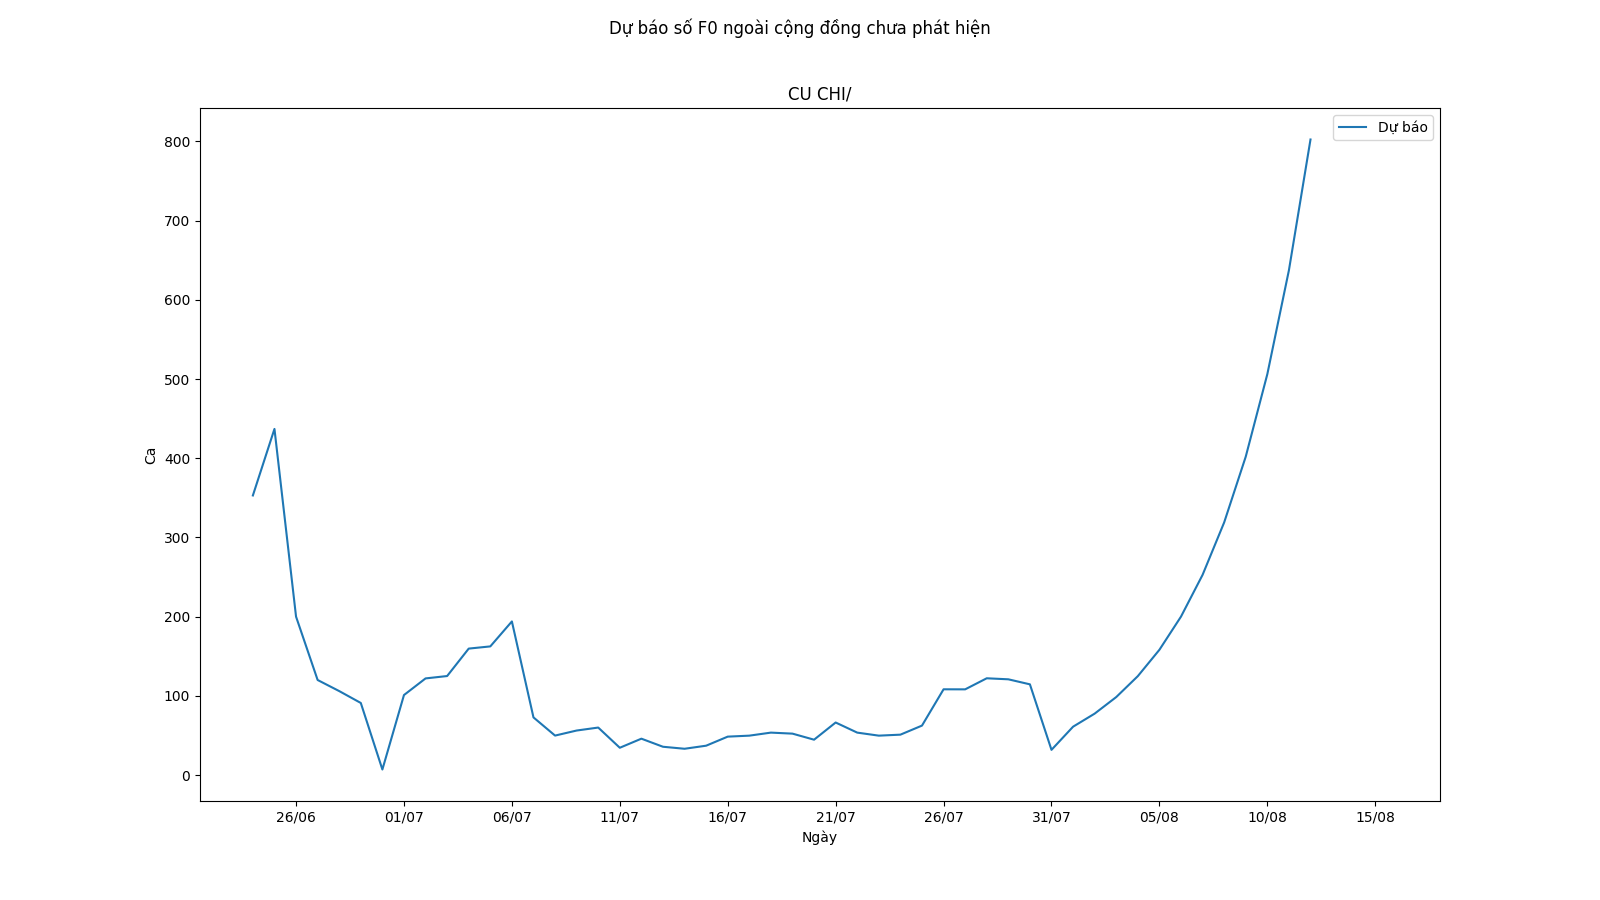 Dự báo số F0 ngoài cộng đồng chưa phát hiện
CU CHI/
Dự báo
800
700
600
500
400
300
200
100
0
Ca
26/06 01/07 06/07 11/07 16/07 21/07 26/07 31/07 05/08 10/08 15/08
Ngày